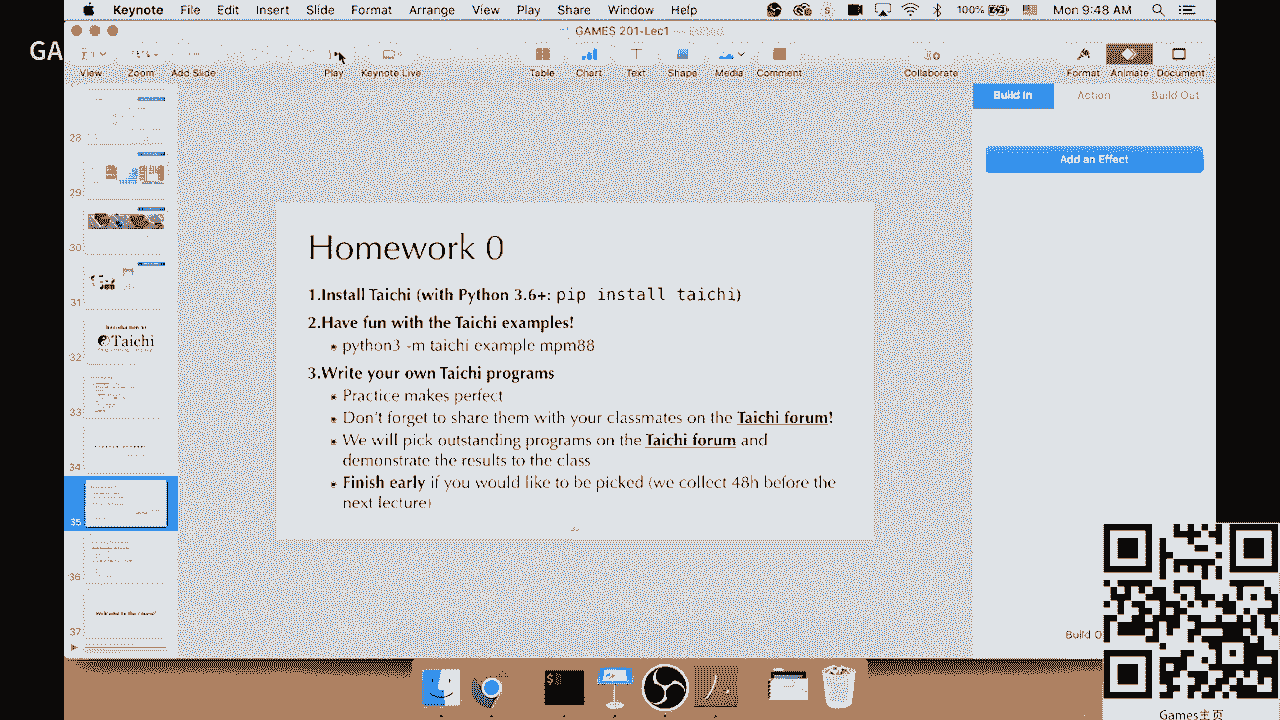 Keynote File Edit Insert Slide Format Arrange View Play Share Window Help 100% Mon 9:48 AM
GAMES 201-Lec1
GA
View Zoom Add Slide Play Keynote Live Table Chart Text Shape Media Comment Collaborate Format Animate Document
Build In Action Build Out
Add an Effect
28
29
30
31
Taichi
32
33
34
35
36
Welcome to the course!
37
Homework 0
1.Install Taichi (with Python 3.6+: pip install taichi)
2.Have fun with the Taichi examples!
python3 -m taichi example mpm88
3.Write your own Taichi programs
Practice makes perfect
Don't forget to share them with your classmates on the Taichi forum!
We will pick outstanding programs on the Taichi forum and
demonstrate the results to the class
Finish early if you would like to be picked (we collect 48h before the
next lecture)
35
Build O
Games主页